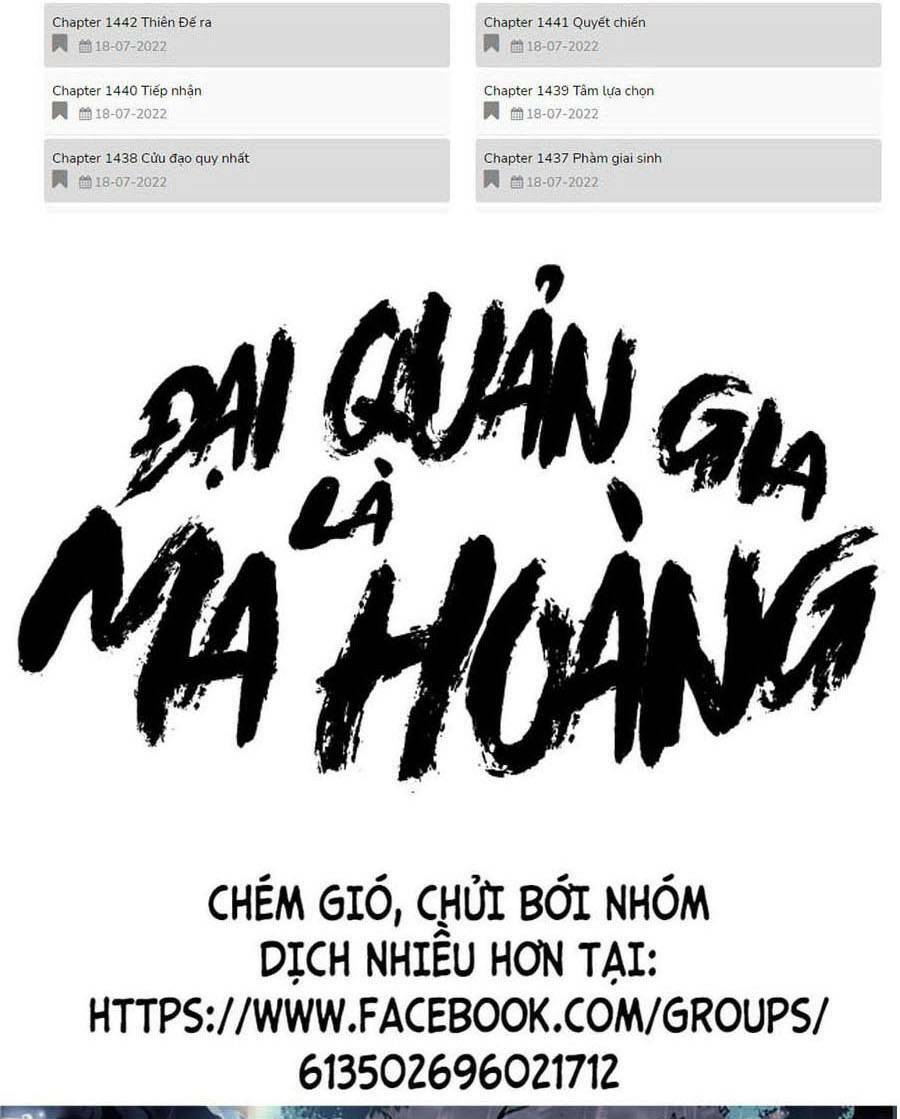 Chapter 1442 Thiên Đế ra
18-07-2022
Chapter 1441 Quyết chiến
18-07-2022
Chapter 1440 Tiếp nhận
18-07-2022
Chapter 1439 Tâm lựa chọn
18-07-2022
Chapter 1438 Cửu đạo quy nhất
18-07-2022
Chapter 1437 Phàm giai sinh
18-07-2022
ĐẠI QUẢN GIA
LÀ
MA HOÀNG
CHÉM GIÓ, CHỬI BỚI NHÓM
DỊCH NHIỀU HƠN TẠI:
HTTPS://WWW.FACEBOOK.COM/GROUPS/
613502696021712